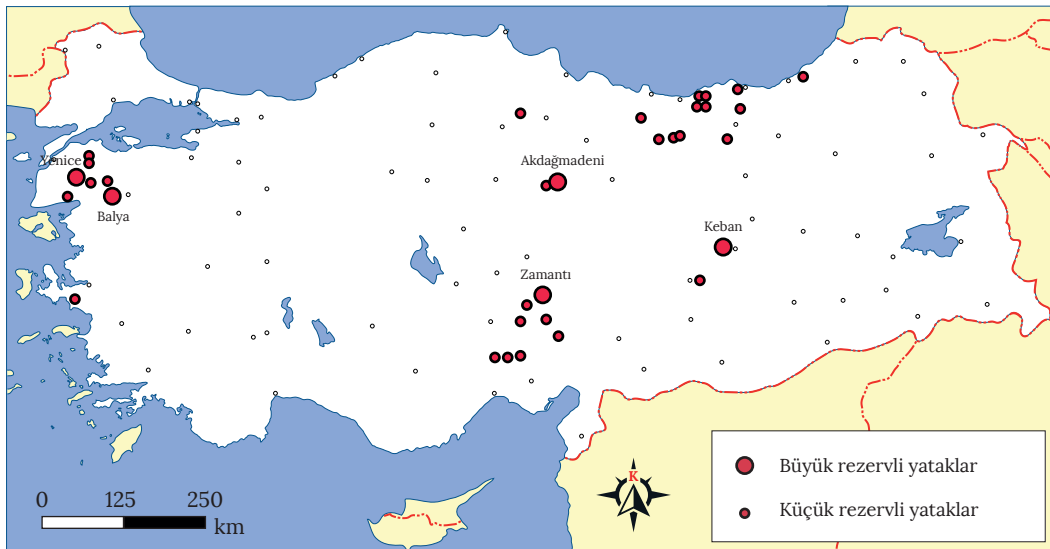 Yenice
Balya
Akdağmadeni
Keban
Zamantı
0 125 250
km
K
Büyük rezervli yataklar
Küçük rezervli yataklar